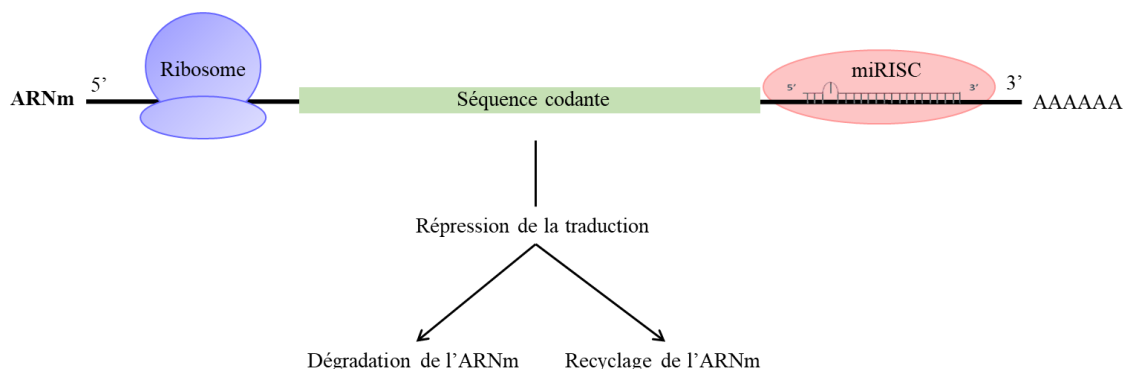 Ribosome
miRISC
ARNm 5’ 3’
5’ 3’
Séquence codante
AAAAAA
Répression de la traduction
Dégradation de l’ARNm Recyclage de l’ARNm